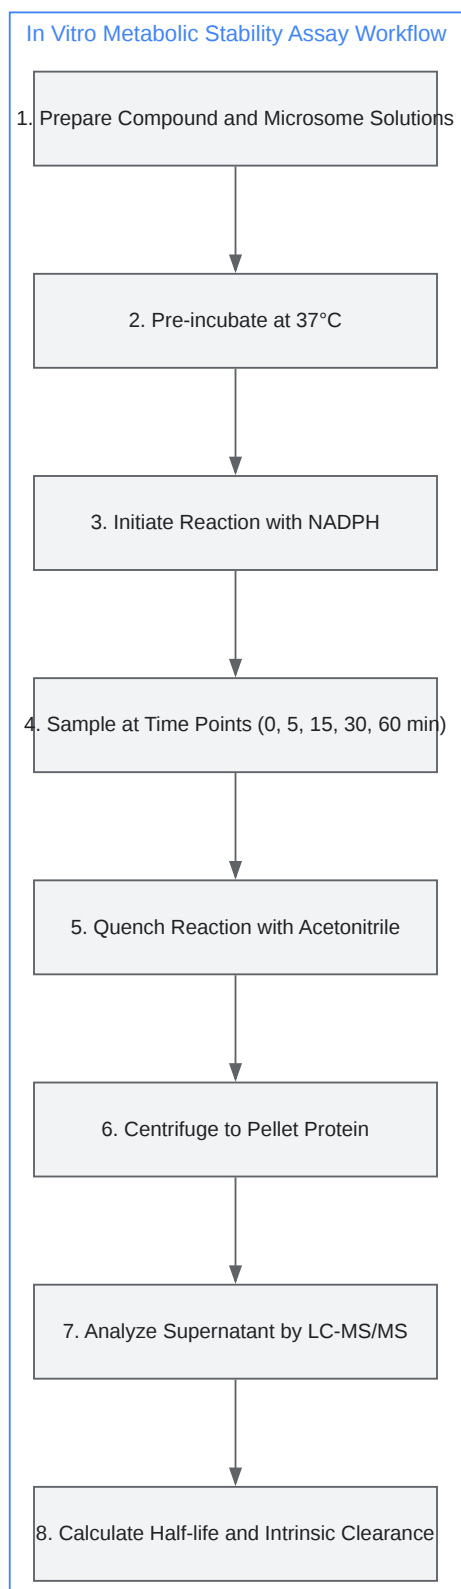 In Vitro Metabolic Stability Assay Workflow
1. Prepare Compound and Microsome Solutions
2. Pre-incubate at 37°C
3. Initiate Reaction with NADPH
4. Sample at Time Points (0, 5, 15, 30, 60 min)
5. Quench Reaction with Acetonitrile
6. Centrifuge to Pellet Protein
7. Analyze Supernatant by LC-MS/MS
8. Calculate Half-life and Intrinsic Clearance